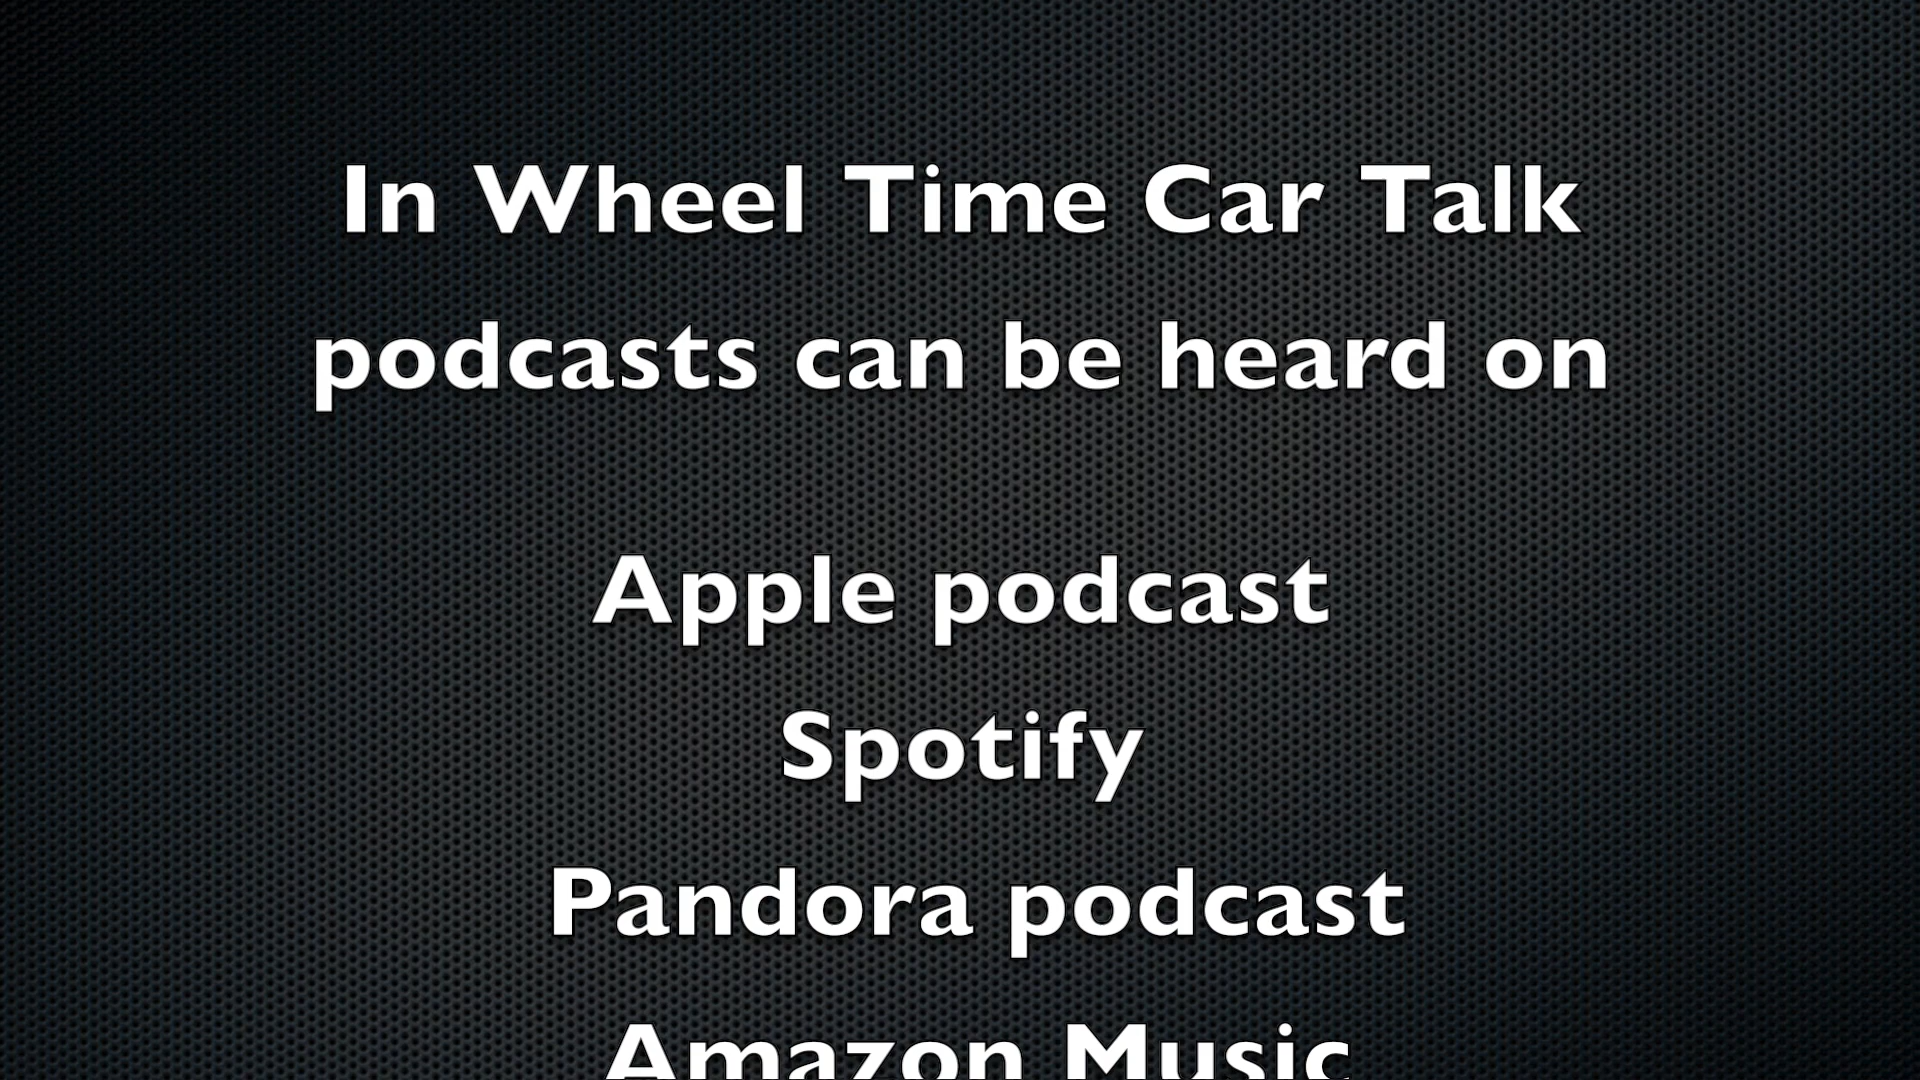 In Wheel Time Car Talk
podcasts can be heard on
Apple podcast
Spotify
Pandora podcast
Amazon Music